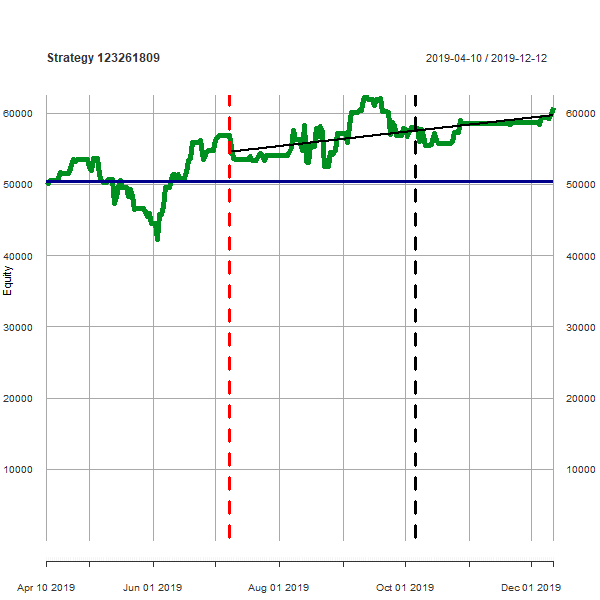 Strategy 123261809
2019-04-10 / 2019-12-12
60000
60000
50000
50000
40000
40000
Equity
30000
30000
20000
20000
10000
10000
Apr 10 2019
Jun 01 2019
Aug 01 2019
Oct 01 2019
Dec 01 2019